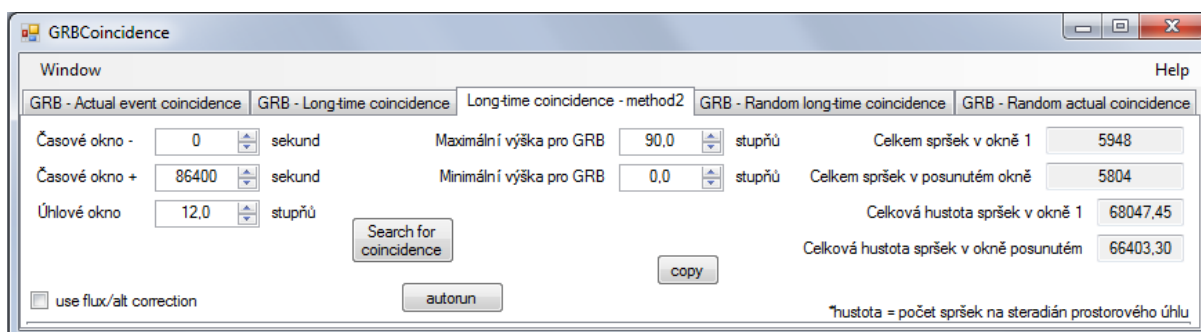 GRBCoincidence
Window Help
GRB - Actual event coincidence GRB - Long-time coincidence Long-time coincidence - method2 GRB - Random long-time coincidence GRB - Random actual coincidence
Časové okno - 0 sekund Maximální výška pro GRB 90,0 stupňů Celkem spršek v okně 1 5948
Časové okno + 86400 sekund Minimální výška pro GRB 0,0 stupňů Celkem spršek v posunutém okně 5804
Úhlové okno 12,0 stupňů Celková hustota spršek v okně 1 68047,45
Search for
coincidence
Celková hustota spršek v okně posunutém 66403,30
copy
use flux/alt correction autorun *hustota = počet spršek na steradián prostorového úhlu